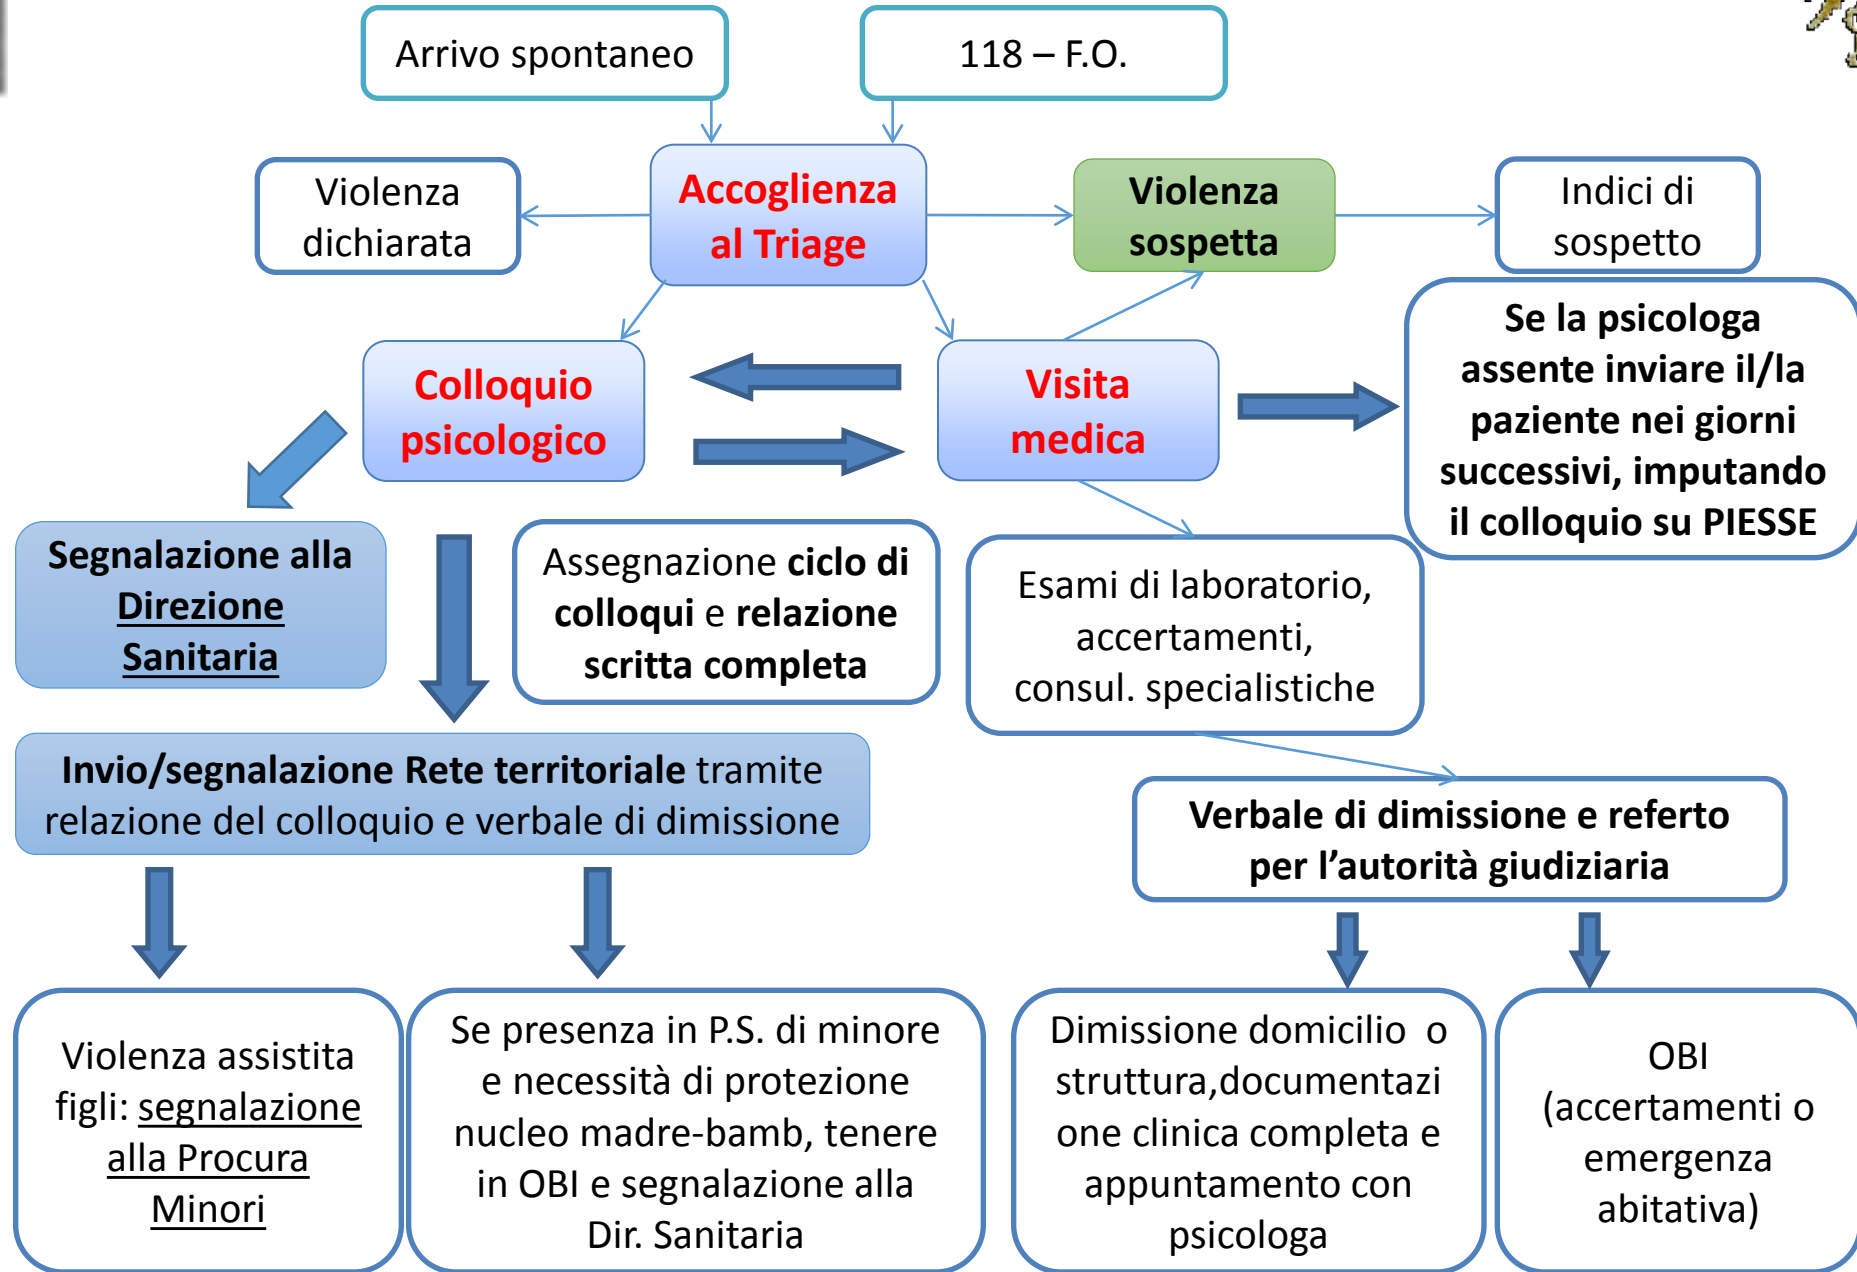 Arrivo spontaneo
118 – F.O.
Violenza
dichiarata
Accoglienza
al Triage
Violenza
sospetta
Indici di
sospetto
Colloquio
psicologico
Visita
medica
Se la psicologa
assente inviare il/la
paziente nei giorni
successivi, imputando
il colloquio su PIESSE
Segnalazione alla
Direzione
Sanitaria
Assegnazione ciclo di
colloqui e relazione
scritta completa
Esami di laboratorio,
accertamenti,
consul. specialistiche
Invio/segnalazione Rete territoriale tramite
relazione del colloquio e verbale di dimissione
Verbale di dimissione e referto
per l’autorità giudiziaria
Violenza assistita
figli: segnalazione
alla Procura
Minori
Se presenza in P.S. di minore
e necessità di protezione
nucleo madre-bamb, tenere
in OBI e segnalazione alla
Dir. Sanitaria
Dimissione domicilio o
struttura,documentazi
one clinica completa e
appuntamento con
psicologa
OBI
(accertamenti o
emergenza
abitativa)